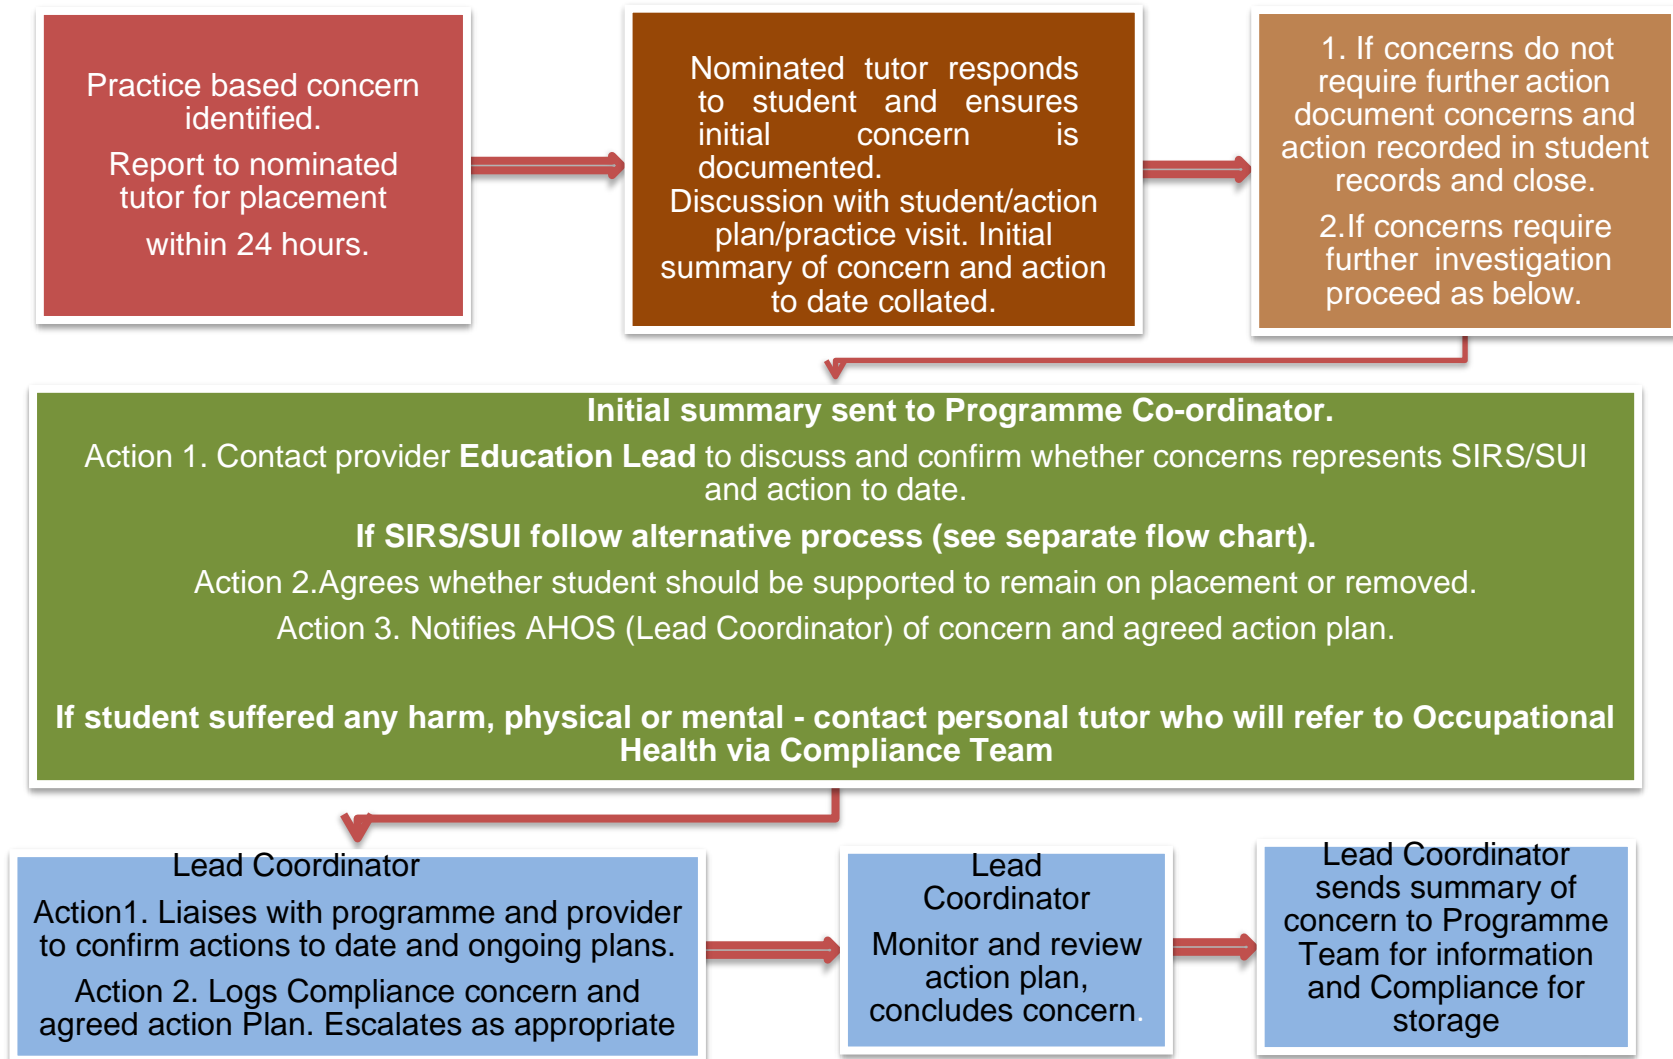 Practice based concern
identified.
Report to nominated
tutor for placement
within 24 hours.
Nominated tutor responds
to student and ensures
initial concern is
documented.
Discussion with student/action
plan/practice visit. Initial
summary of concern and action
to date collated.
1. If concerns do not
require further action
document concerns and
action recorded in student
records and close.
2.If concerns require
further investigation
proceed as below.
Initial summary sent to Programme Co-ordinator.
Action 1. Contact provider Education Lead to discuss and confirm whether concerns represents SIRS/SUI
and action to date.
If SIRS/SUI follow alternative process (see separate flow chart).
Action 2.Agrees whether student should be supported to remain on placement or removed.
Action 3. Notifies AHOS (Lead Coordinator) of concern and agreed action plan.
If student suffered any harm, physical or mental - contact personal tutor who will refer to Occupational
Health via Compliance Team
Lead Coordinator
Action1. Liaises with programme and provider
to confirm actions to date and ongoing plans.
Action 2. Logs Compliance concern and
agreed action Plan. Escalates as appropriate
Lead
Coordinator
Monitor and review
action plan,
concludes concern.
Lead Coordinator
sends summary of
concern to Programme
Team for information
and Compliance for
storage